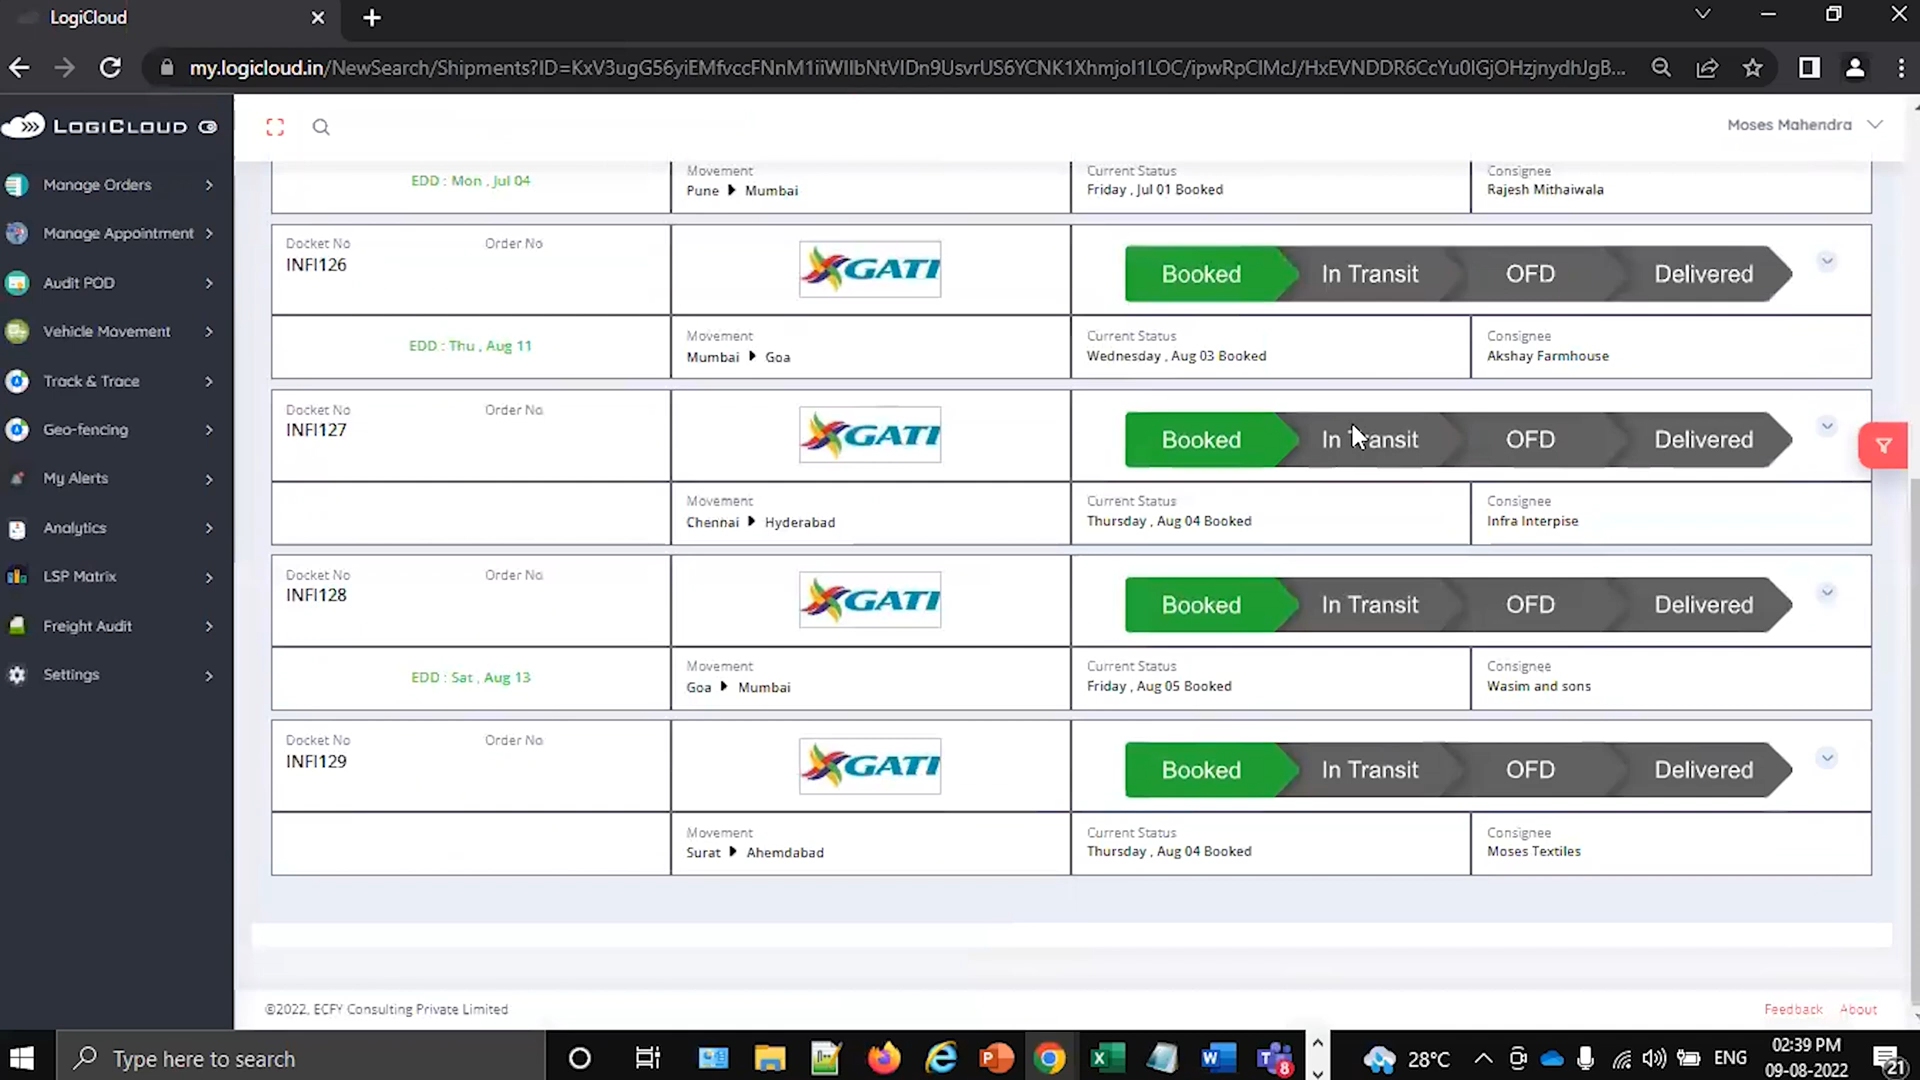 LogiCloud
my.logicloud.in/NewSearch/Shipments?ID=KxV3ugG56yiEMfvccFNnM1iiWIIbNtVIDn9UsvrUS6YCNK1XhmjoI1LOC/ipwRpCIMcJ/HxEVNDDR6CcYu0IGjOHzjnydhJgB...
LOGICLOUD
Moses Mahendra
Manage Orders
Manage Appointment
Audit POD
Vehicle Movement
Track & Trace
Geo-fencing
My Alerts
Analytics
LSP Matrix
Freight Audit
Settings
Movement Current Status Consignee
EDD : Mon , Jul 04 Pune Mumbai Friday , Jul 01 Booked Rajesh Mithaiwala
Docket No Order No
INFI126 GATI Booked In Transit OFD Delivered
Movement Current Status Consignee
EDD : Thu , Aug 11 Mumbai Goa Wednesday , Aug 03 Booked Akshay Farmhouse
Docket No Order No
INFI127 GATI Booked In Transit OFD Delivered
Movement Current Status Consignee
Chennai Hyderabad Thursday , Aug 04 Booked Infra Interpise
Docket No Order No
INFI128 GATI Booked In Transit OFD Delivered
Movement Current Status Consignee
EDD : Sat , Aug 13 Goa Mumbai Friday , Aug 05 Booked Wasim and sons
Docket No Order No
INFI129 GATI Booked In Transit OFD Delivered
Movement Current Status Consignee
Surat Ahemdabad Thursday , Aug 04 Booked Moses Textiles
©2022, ECFY Consulting Private Limited Feedback About
Type here to search 8 28°C ENG 02:39 PM
09-08-2022 21